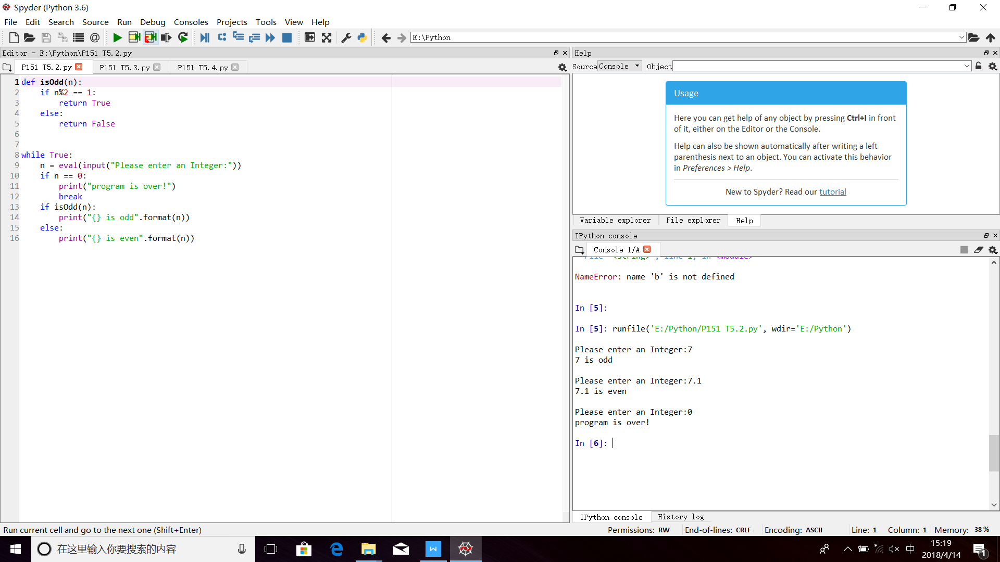 Spyder (Python 3.6)
File Edit Search Source Run Debug Consoles Projects Tools View Help
E:\Python
Editor - E:\Python\P151 T5.2.py
P151 T5.2.py P151 T5.3.py P151 T5.4.py
1 def isOdd(n):
2 if n%2 == 1:
3 return True
4 else:
5 return False
6
7
8 while True:
9 n = eval(input("Please enter an Integer:"))
10 if n == 0:
11 print("program is over!")
12 break
13 if isOdd(n):
14 print("{} is odd".format(n))
15 else:
16 print("{} is even".format(n))
Help
Source Console Object
Usage
Here you can get help of any object by pressing Ctrl+I in front
of it, either on the Editor or the Console.
Help can also be shown automatically after writing a left
parenthesis next to an object. You can activate this behavior
in Preferences > Help.
New to Spyder? Read our tutorial
Variable explorer File explorer Help
IPython console
Console 1/A
File "<string>", line 1, in <module>
NameError: name 'b' is not defined
In [5]:
In [5]: runfile('E:/Python/P151 T5.2.py', wdir='E:/Python')
Please enter an Integer:7
7 is odd
Please enter an Integer:7.1
7.1 is even
Please enter an Integer:0
program is over!
In [6]:
IPython console History log
Run current cell and go to the next one (Shift+Enter)
Permissions: RW End-of-lines: CRLF Encoding: ASCII Line: 1 Column: 1 Memory: 38 %
在这里输入你要搜索的内容
中
15:19
2018/4/14
1